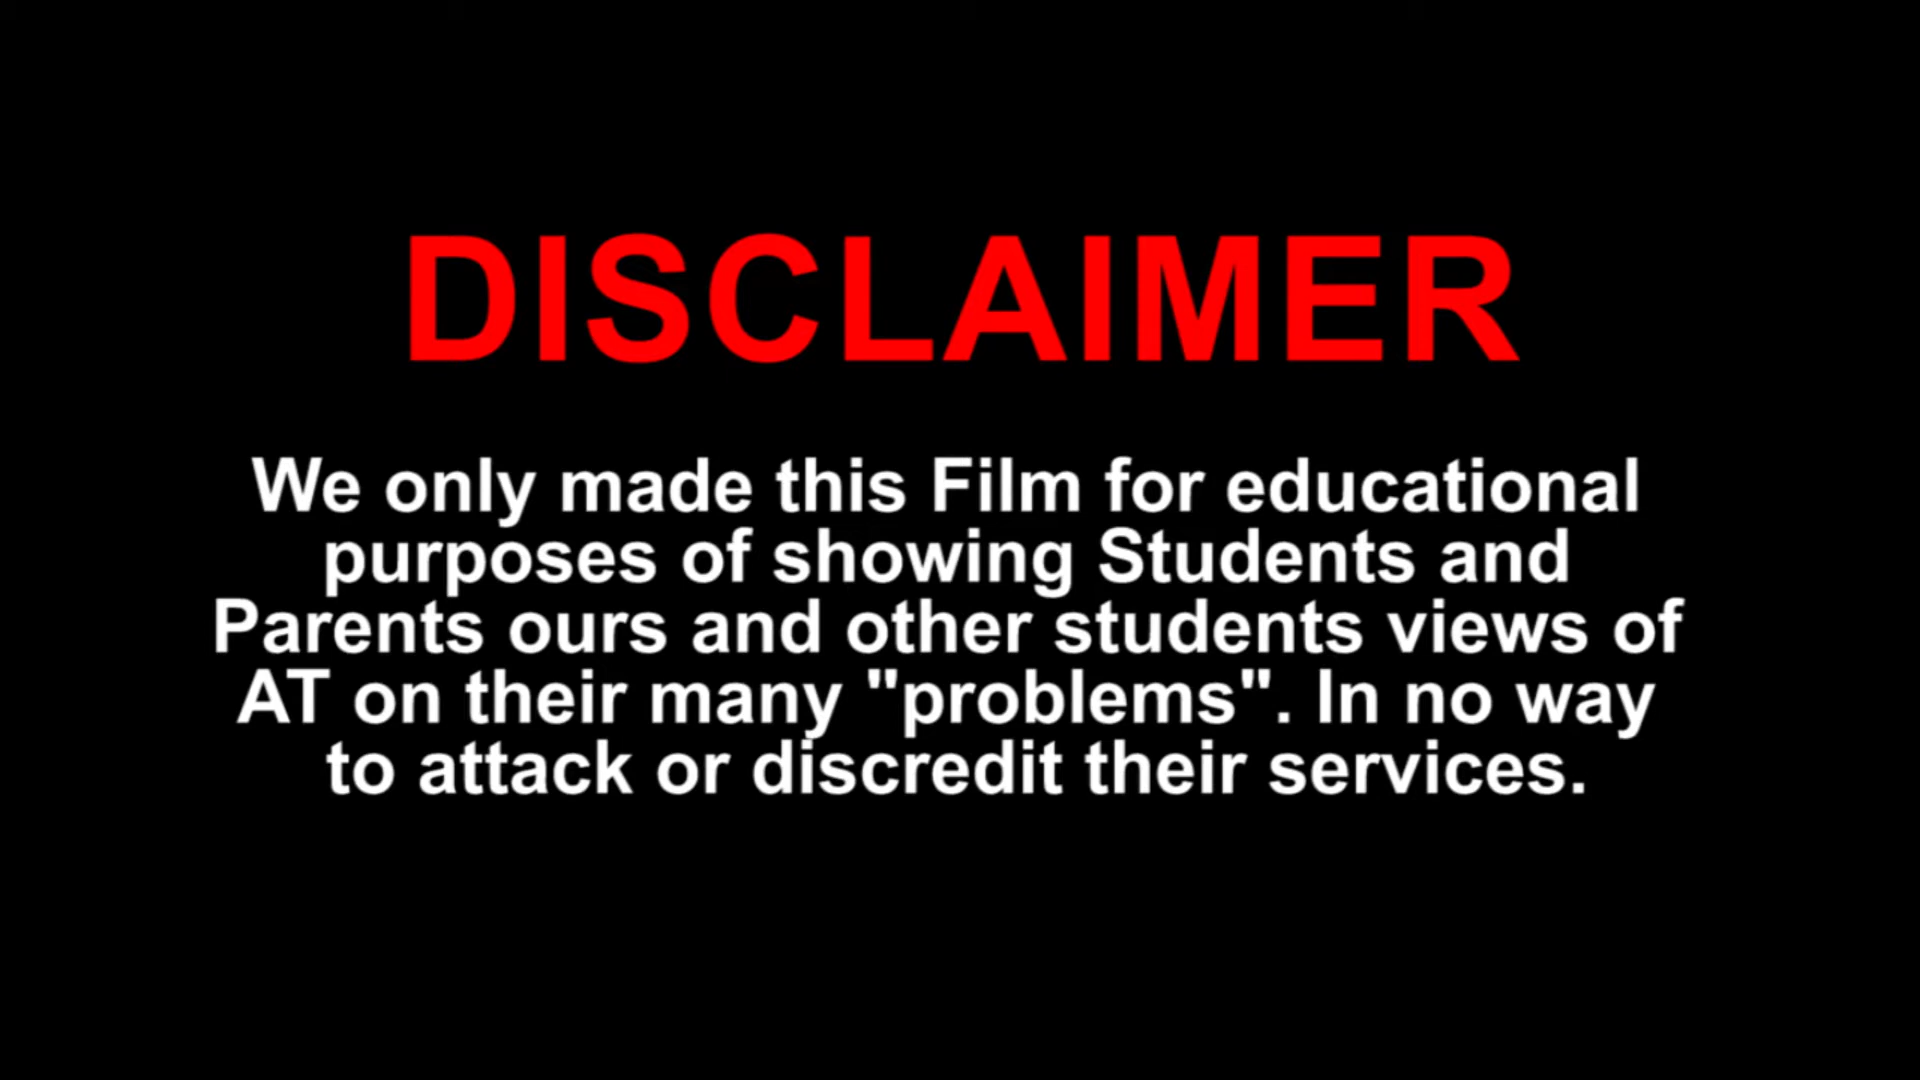 DISCLAIMER
We only made this Film for educational
purposes of showing Students and
Parents ours and other students views of
AT on their many "problems". In no way
to attack or discredit their services.